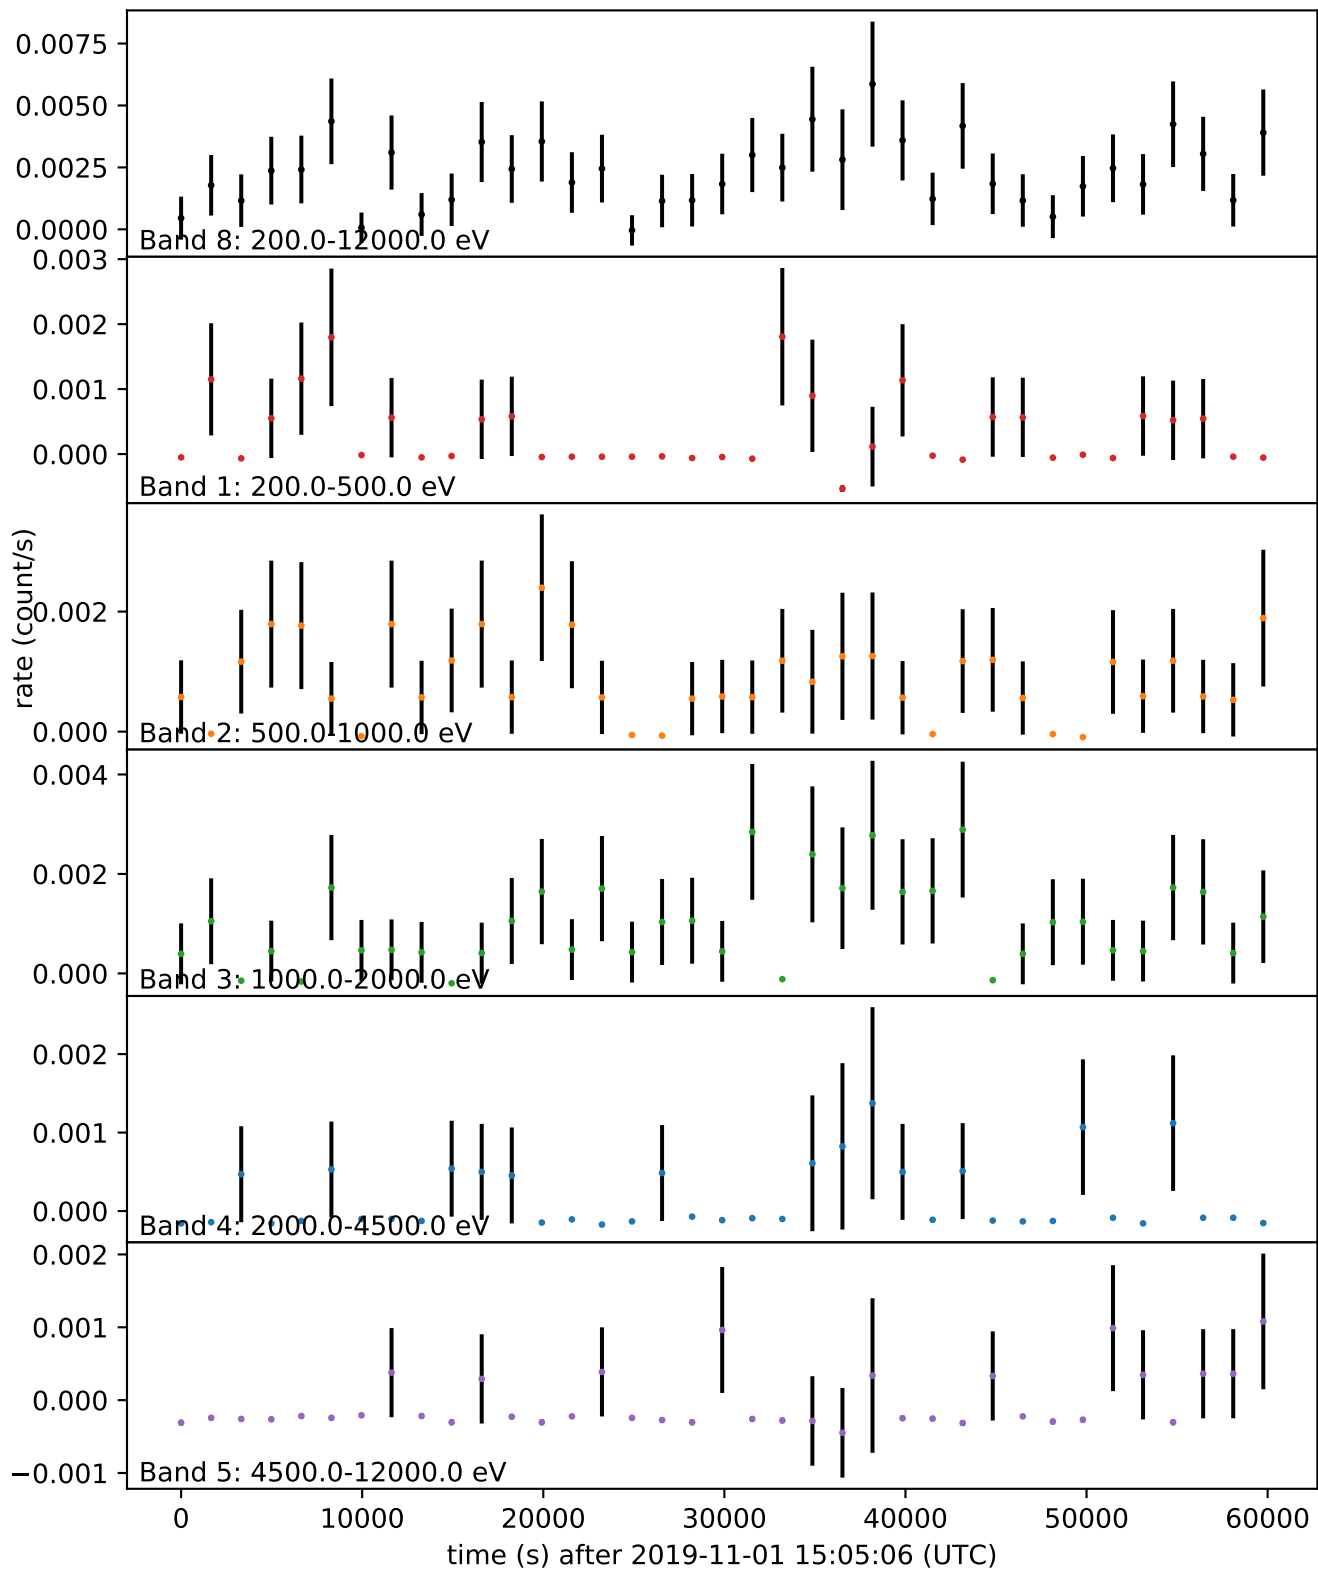 0.0075
0.0050
0.0025
0.0000
Band 8: 200.0-12000.0 eV
0.003
0.002
0.001
0.000
Band 1: 200.0-500.0 eV
rate (count/s)
0.002
0.000
Band 2: 500.0-1000.0 eV
0.004
0.002
0.000
Band 3: 1000.0-2000.0 eV
0.002
0.001
0.000
Band 4: 2000.0-4500.0 eV
0.002
0.001
0.000
−0.001
Band 5: 4500.0-12000.0 eV
0 10000 20000 30000 40000 50000 60000
time (s) after 2019-11-01 15:05:06 (UTC)